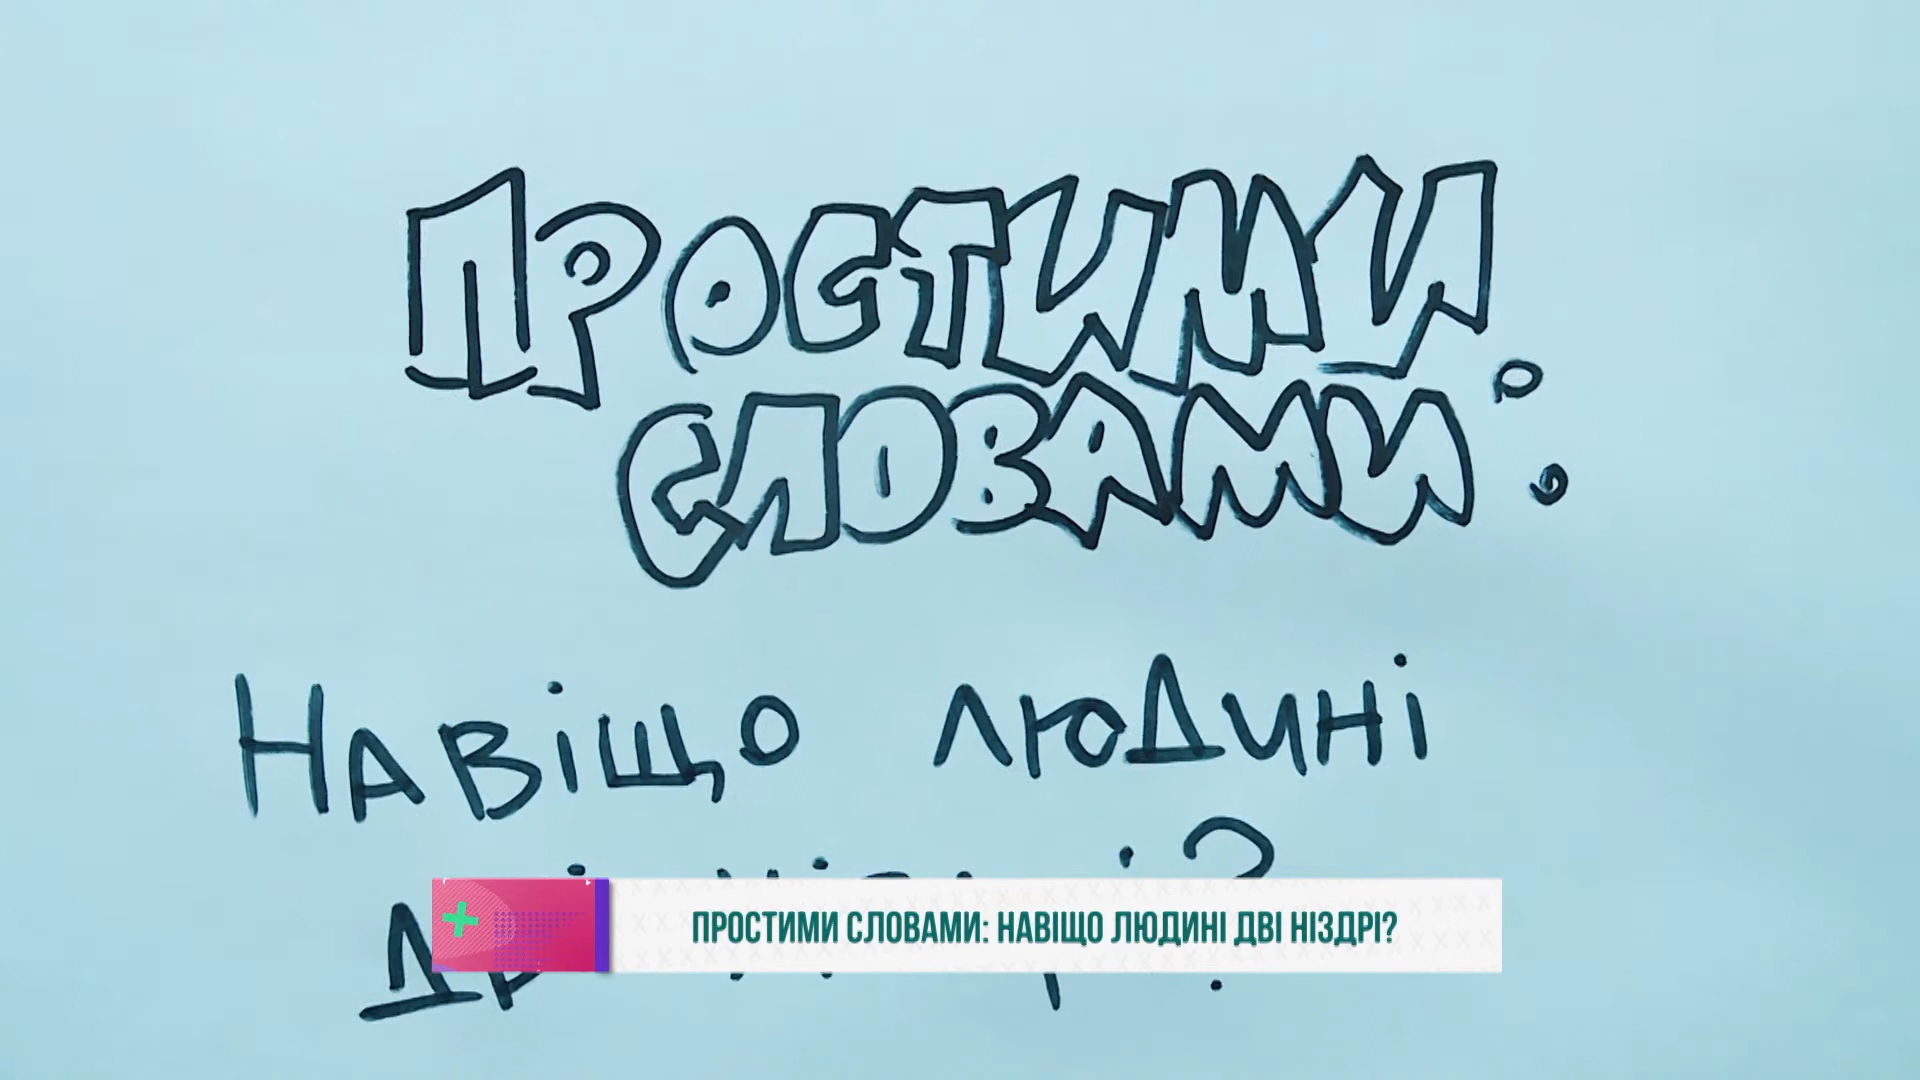 ПРОСТИМИ
СЛОВАМИ:
НАВІЩО ЛЮДИНІ
ПРОСТИМИ СЛОВАМИ: НАВІЩО ЛЮДИНІ ДВІ НІЗДРІ?